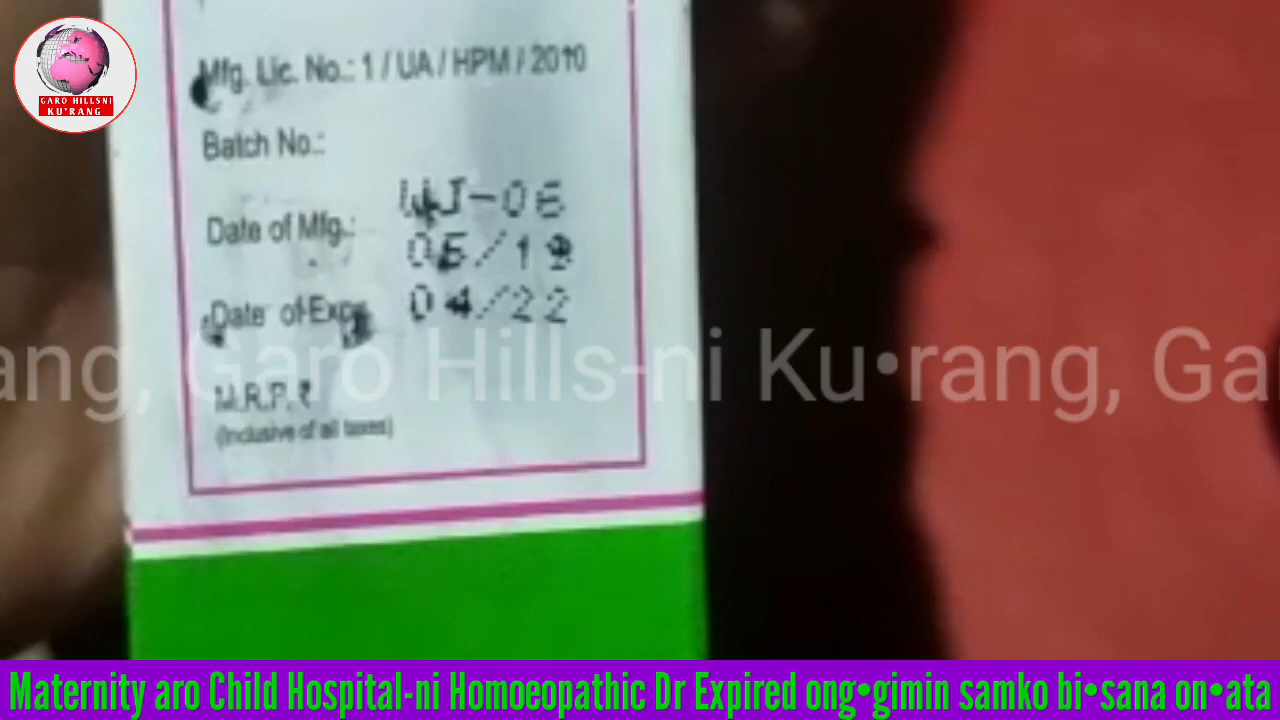 GARO HILLSNI
KU'RANG
Mfg. Lic. No.: 1 / UA / HPM / 2010
Batch No.:
WJ-06
Date of Mfg.:
05/19
Date of Exp.
04/22
M.R.P. ₹
(Inclusive of all taxes)
ang, Garo Hills-ni Ku•rang, Ga
Maternity aro Child Hospital-ni Homoeopathic Dr Expired ong•gimin samko bi•sana on•ata